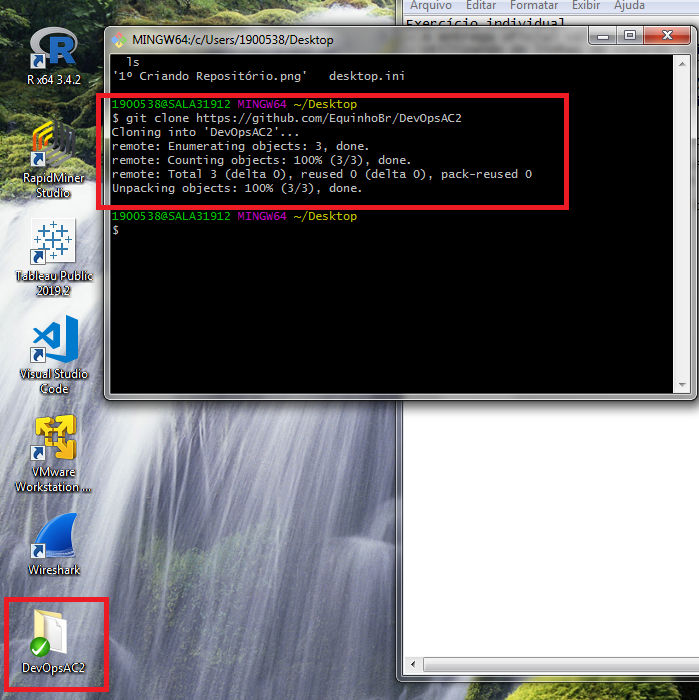 Arquivo Editar Formatar Exibir Ajuda
Exercício individual
MINGW64:/c/Users/1900538/Desktop
ls
'1º Criando Repositório.png' desktop.ini
1900538@SALA31912 MINGW64 ~/Desktop
$ git clone https://github.com/EquinhoBr/DevOpsAC2
Cloning into 'DevOpsAC2'...
remote: Enumerating objects: 3, done.
remote: Counting objects: 100% (3/3), done.
remote: Total 3 (delta 0), reused 0 (delta 0), pack-reused 0
Unpacking objects: 100% (3/3), done.
1900538@SALA31912 MINGW64 ~/Desktop
$
R x64 3.4.2
RapidMiner
Studio
Tableau Public
2019.2
Visual Studio
Code
VMware
Workstation ...
Wireshark
DevOpsAC2